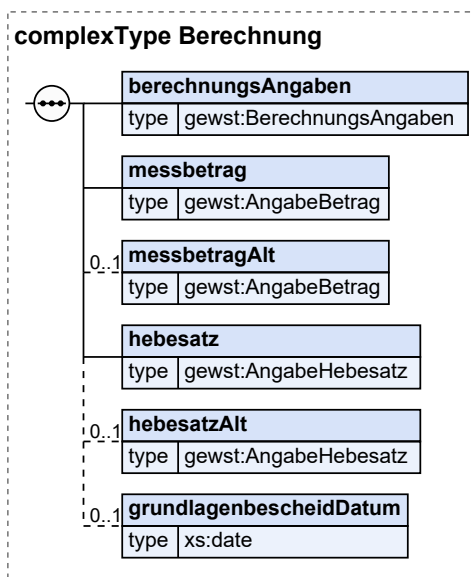 complexType Berechnung
berechnungsAngaben
type gewst:BerechnungsAngaben
messbetrag
type gewst:AngabeBetrag
0..1 messbetragAlt
type gewst:AngabeBetrag
hebesatz
type gewst:AngabeHebesatz
0..1 hebesatzAlt
type gewst:AngabeHebesatz
0..1 grundlagenbescheidDatum
type xs:date